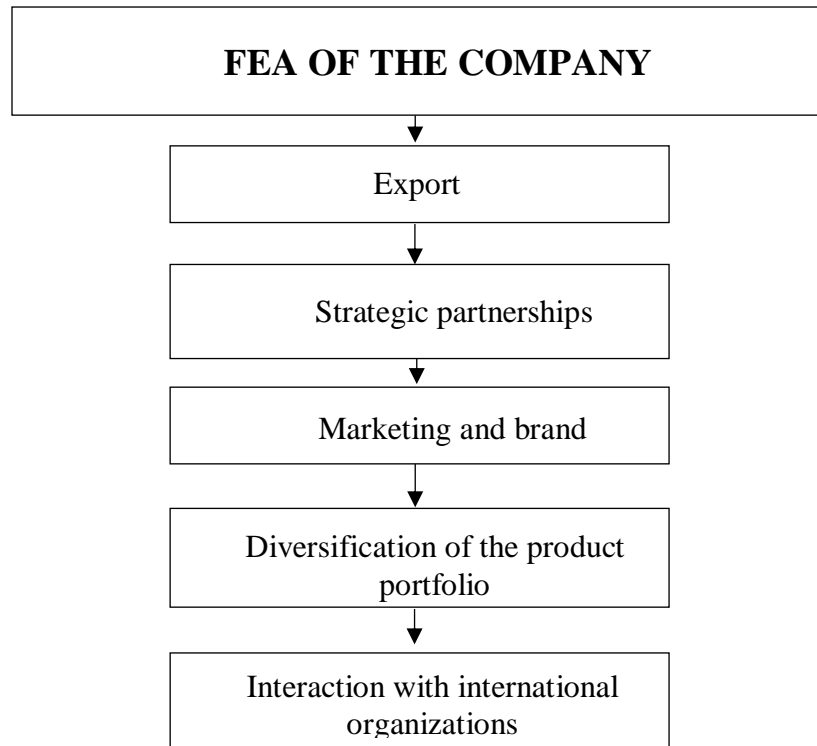 FEA OF THE COMPANY
Export
Strategic partnerships
Marketing and brand
Diversification of the product
portfolio
Interaction with international
organizations